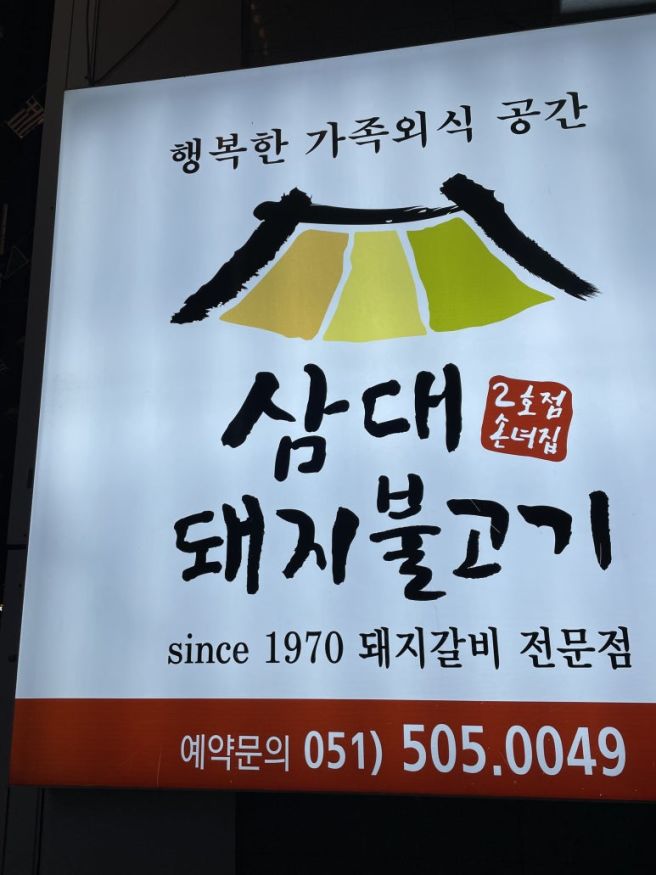 행복한 가족외식 공간
삼대
2호점
손녀집
돼지불고기
since 1970 돼지갈비 전문점
예약문의 051) 505.0049